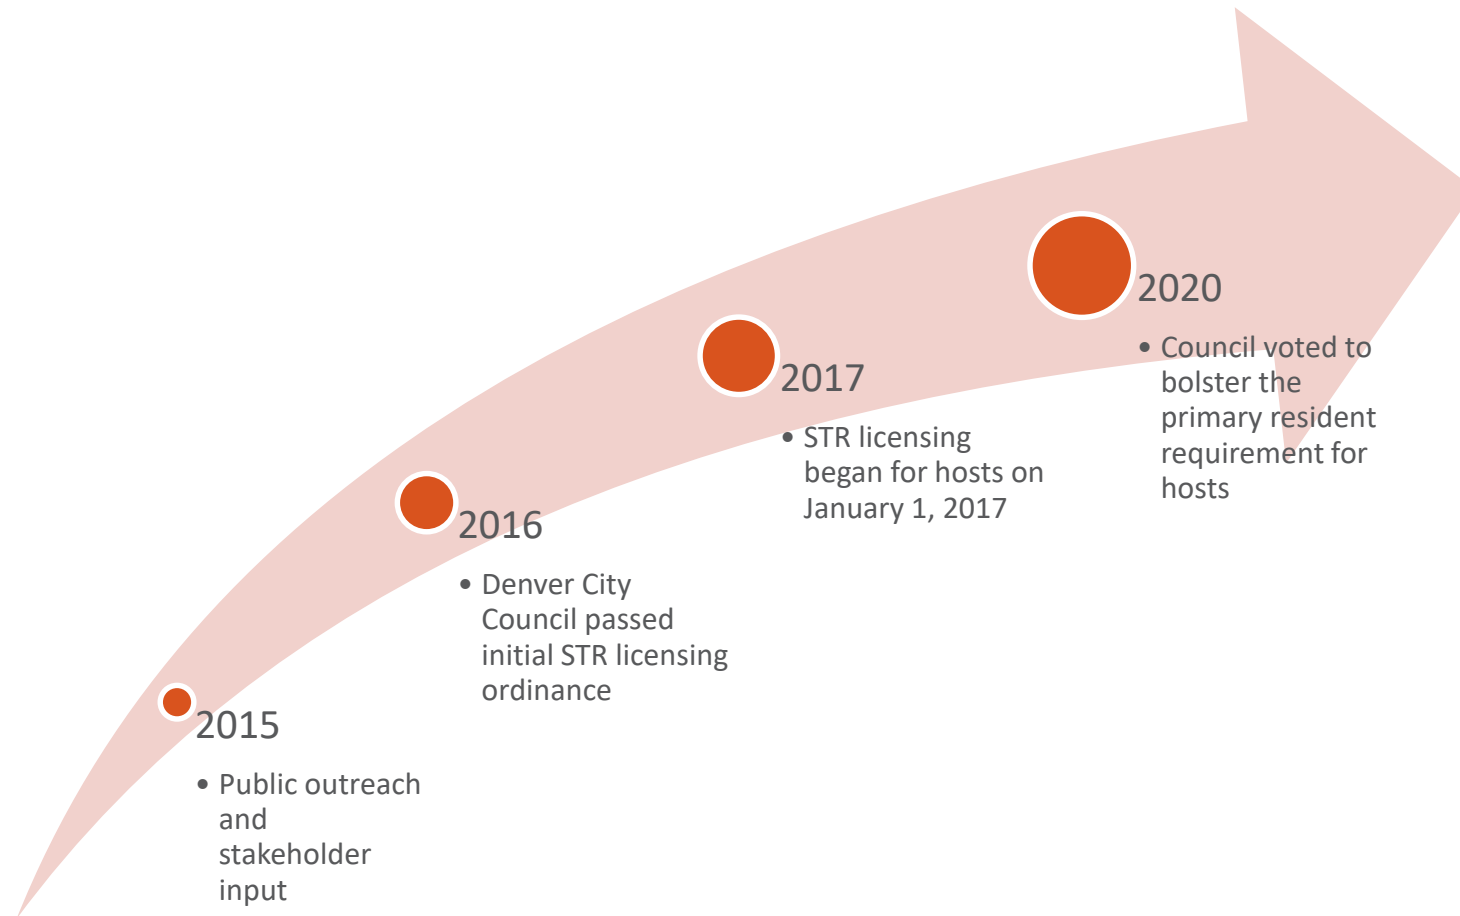 2015
• Public outreach
and
stakeholder
input
2016
• Denver City
Council passed
initial STR licensing
ordinance
2017
• STR licensing
began for hosts on
January 1, 2017
2020
• Council voted to
bolster the
primary resident
requirement for
hosts